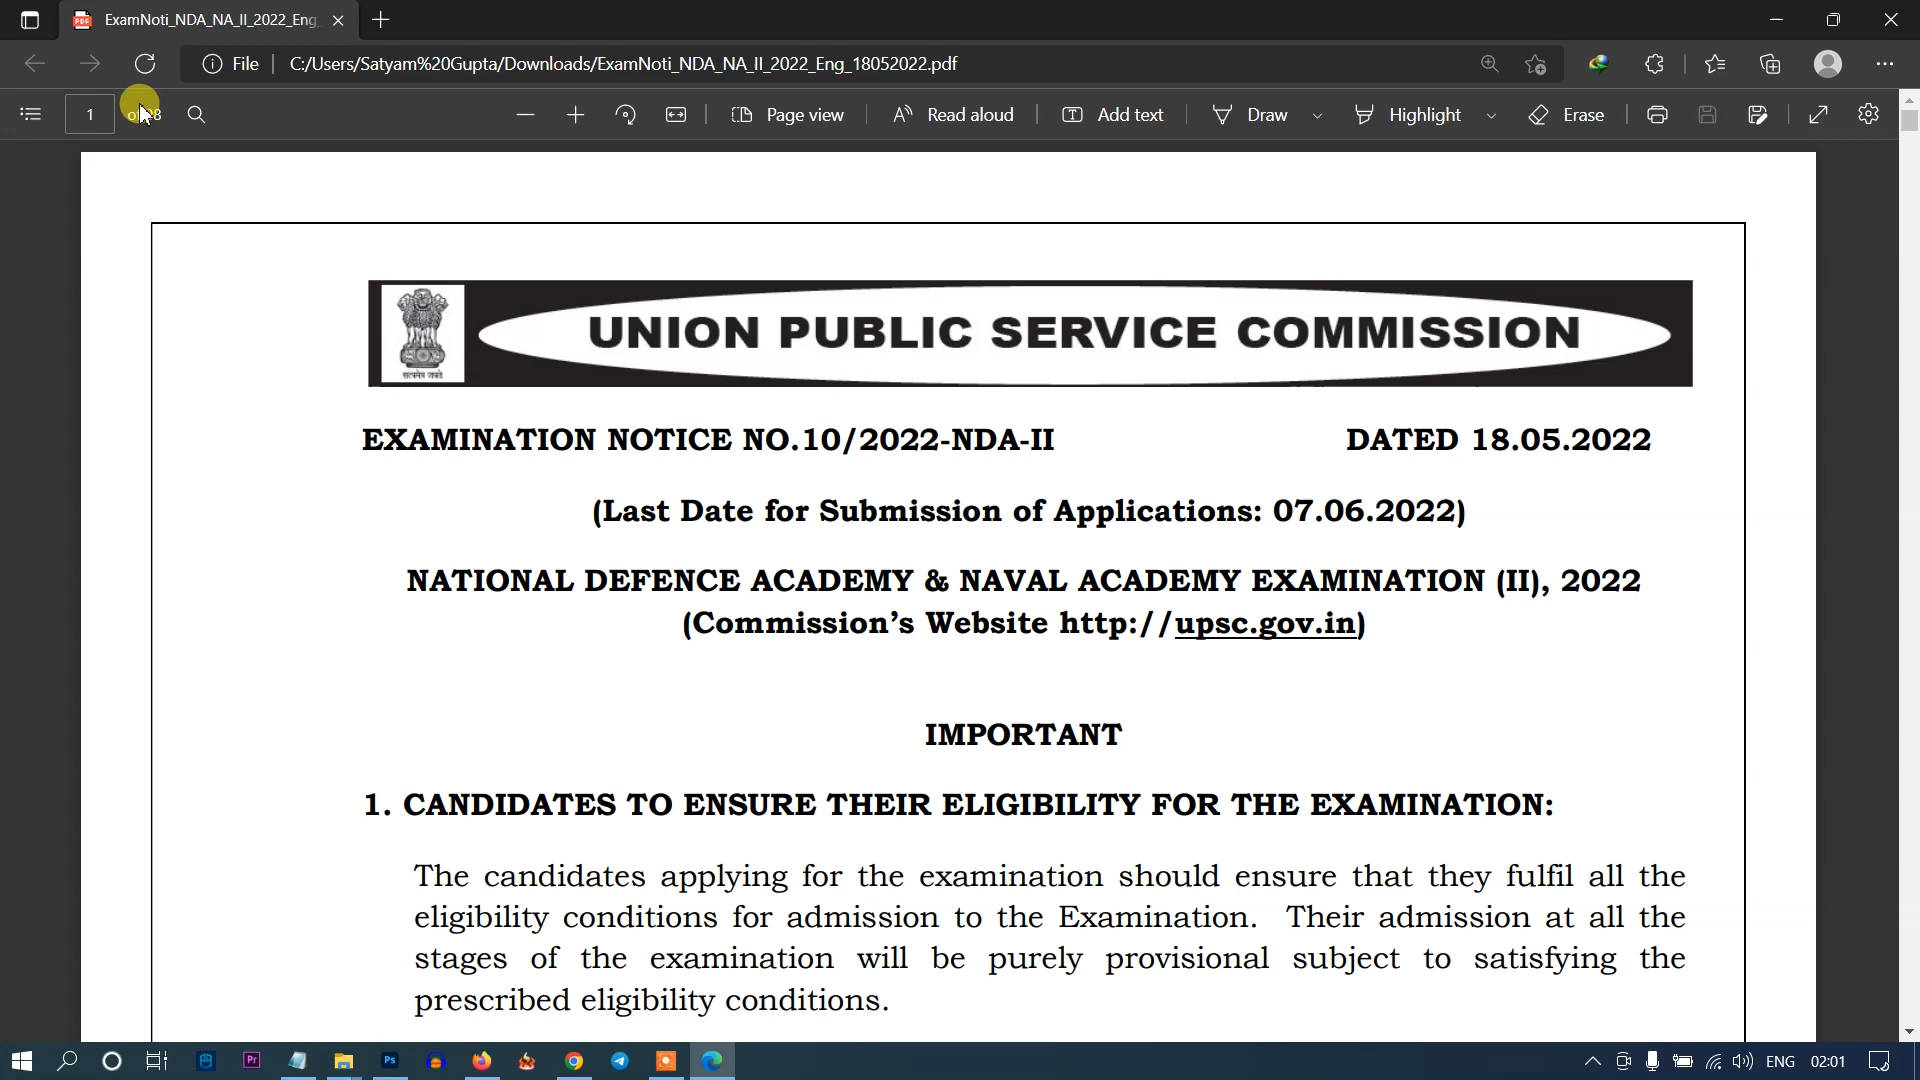 ExamNoti_NDA_NA_II_2022_Eng
File
C:/Users/Satyam%20Gupta/Downloads/ExamNoti_NDA_NA_II_2022_Eng_18052022.pdf
1
Page view
Read aloud
Add text
Draw
Highlight
Erase
सत्यमेव जयते
UNION PUBLIC SERVICE COMMISSION
EXAMINATION NOTICE NO.10/2022-NDA-II DATED 18.05.2022
(Last Date for Submission of Applications: 07.06.2022)
NATIONAL DEFENCE ACADEMY & NAVAL ACADEMY EXAMINATION (II), 2022
(Commission's Website http://upsc.gov.in)
IMPORTANT
1. CANDIDATES TO ENSURE THEIR ELIGIBILITY FOR THE EXAMINATION:
The candidates applying for the examination should ensure that they fulfil all the
eligibility conditions for admission to the Examination. Their admission at all the
stages of the examination will be purely provisional subject to satisfying the
prescribed eligibility conditions.
Pr
Ps
ENG 02:01